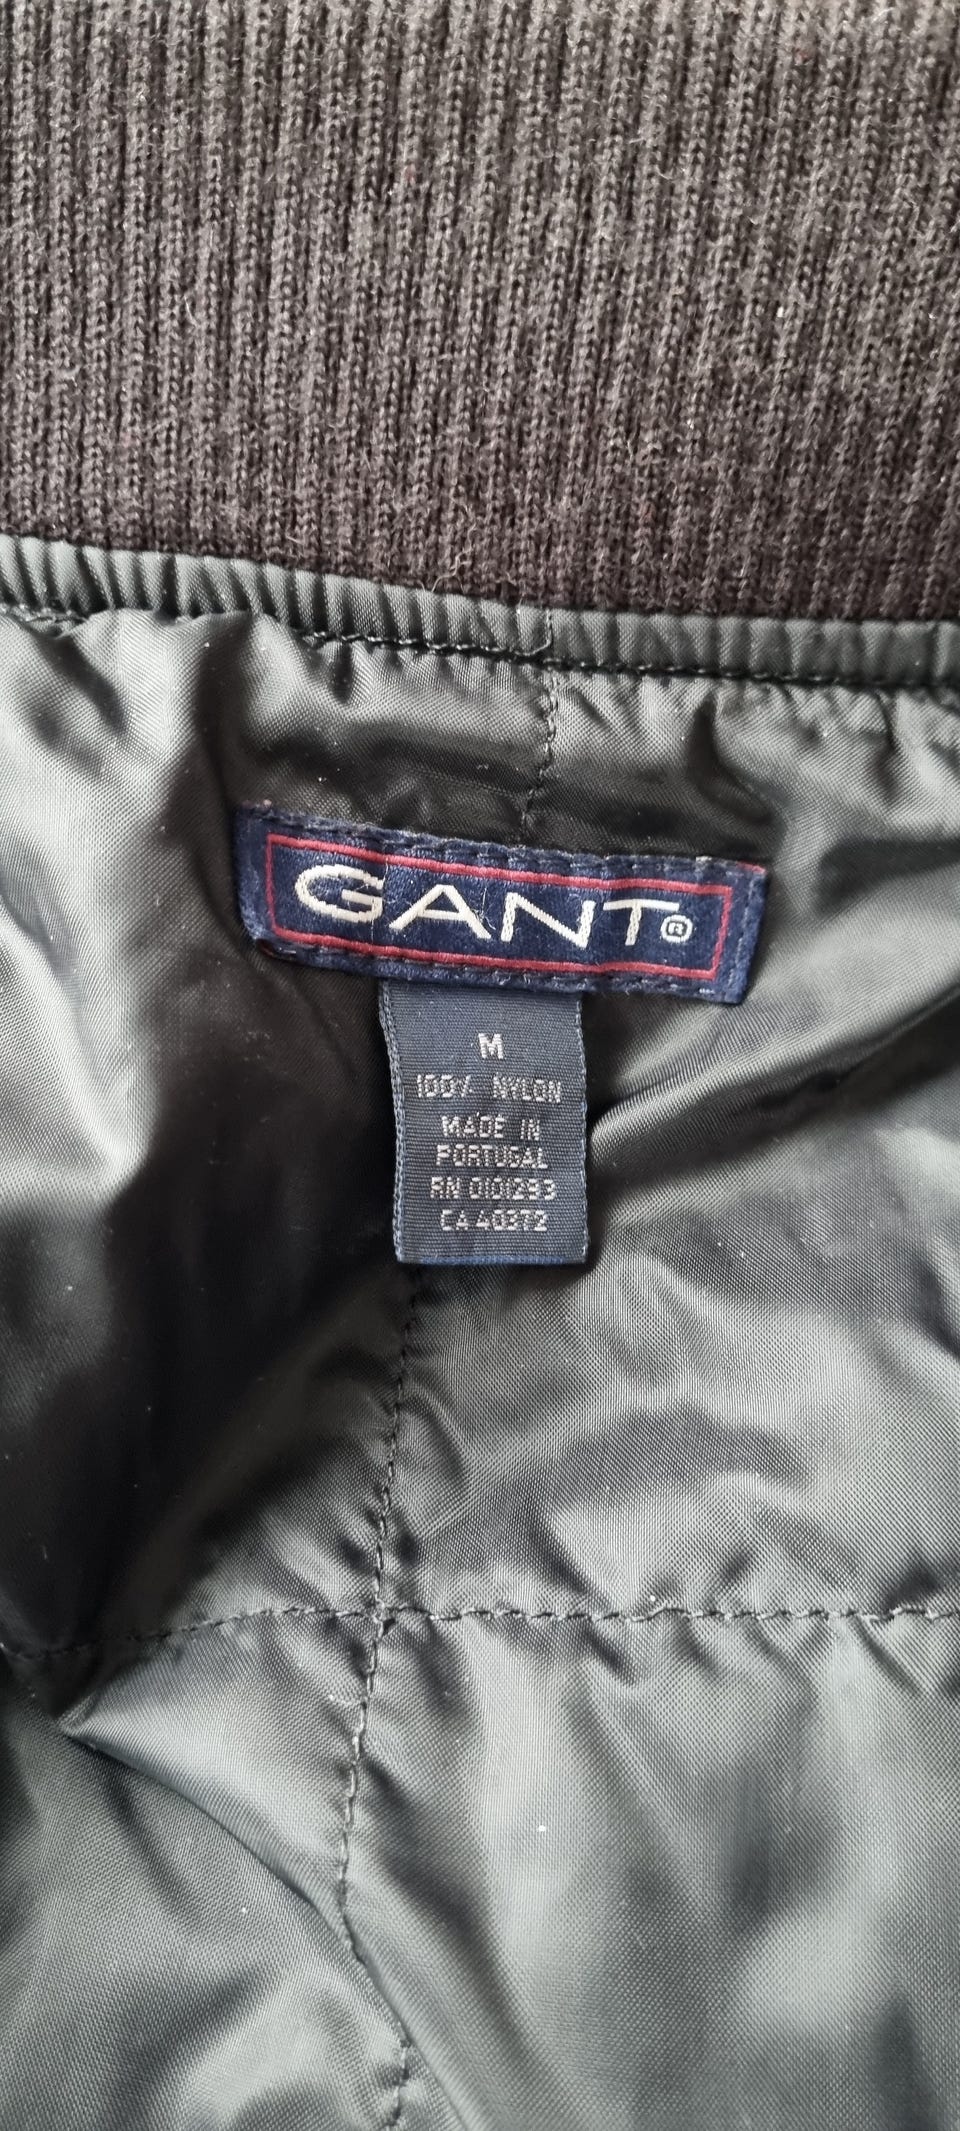 GANT®
M
100% NYLON
MADE IN
PORTUGAL
RN 0101293
CA 40372